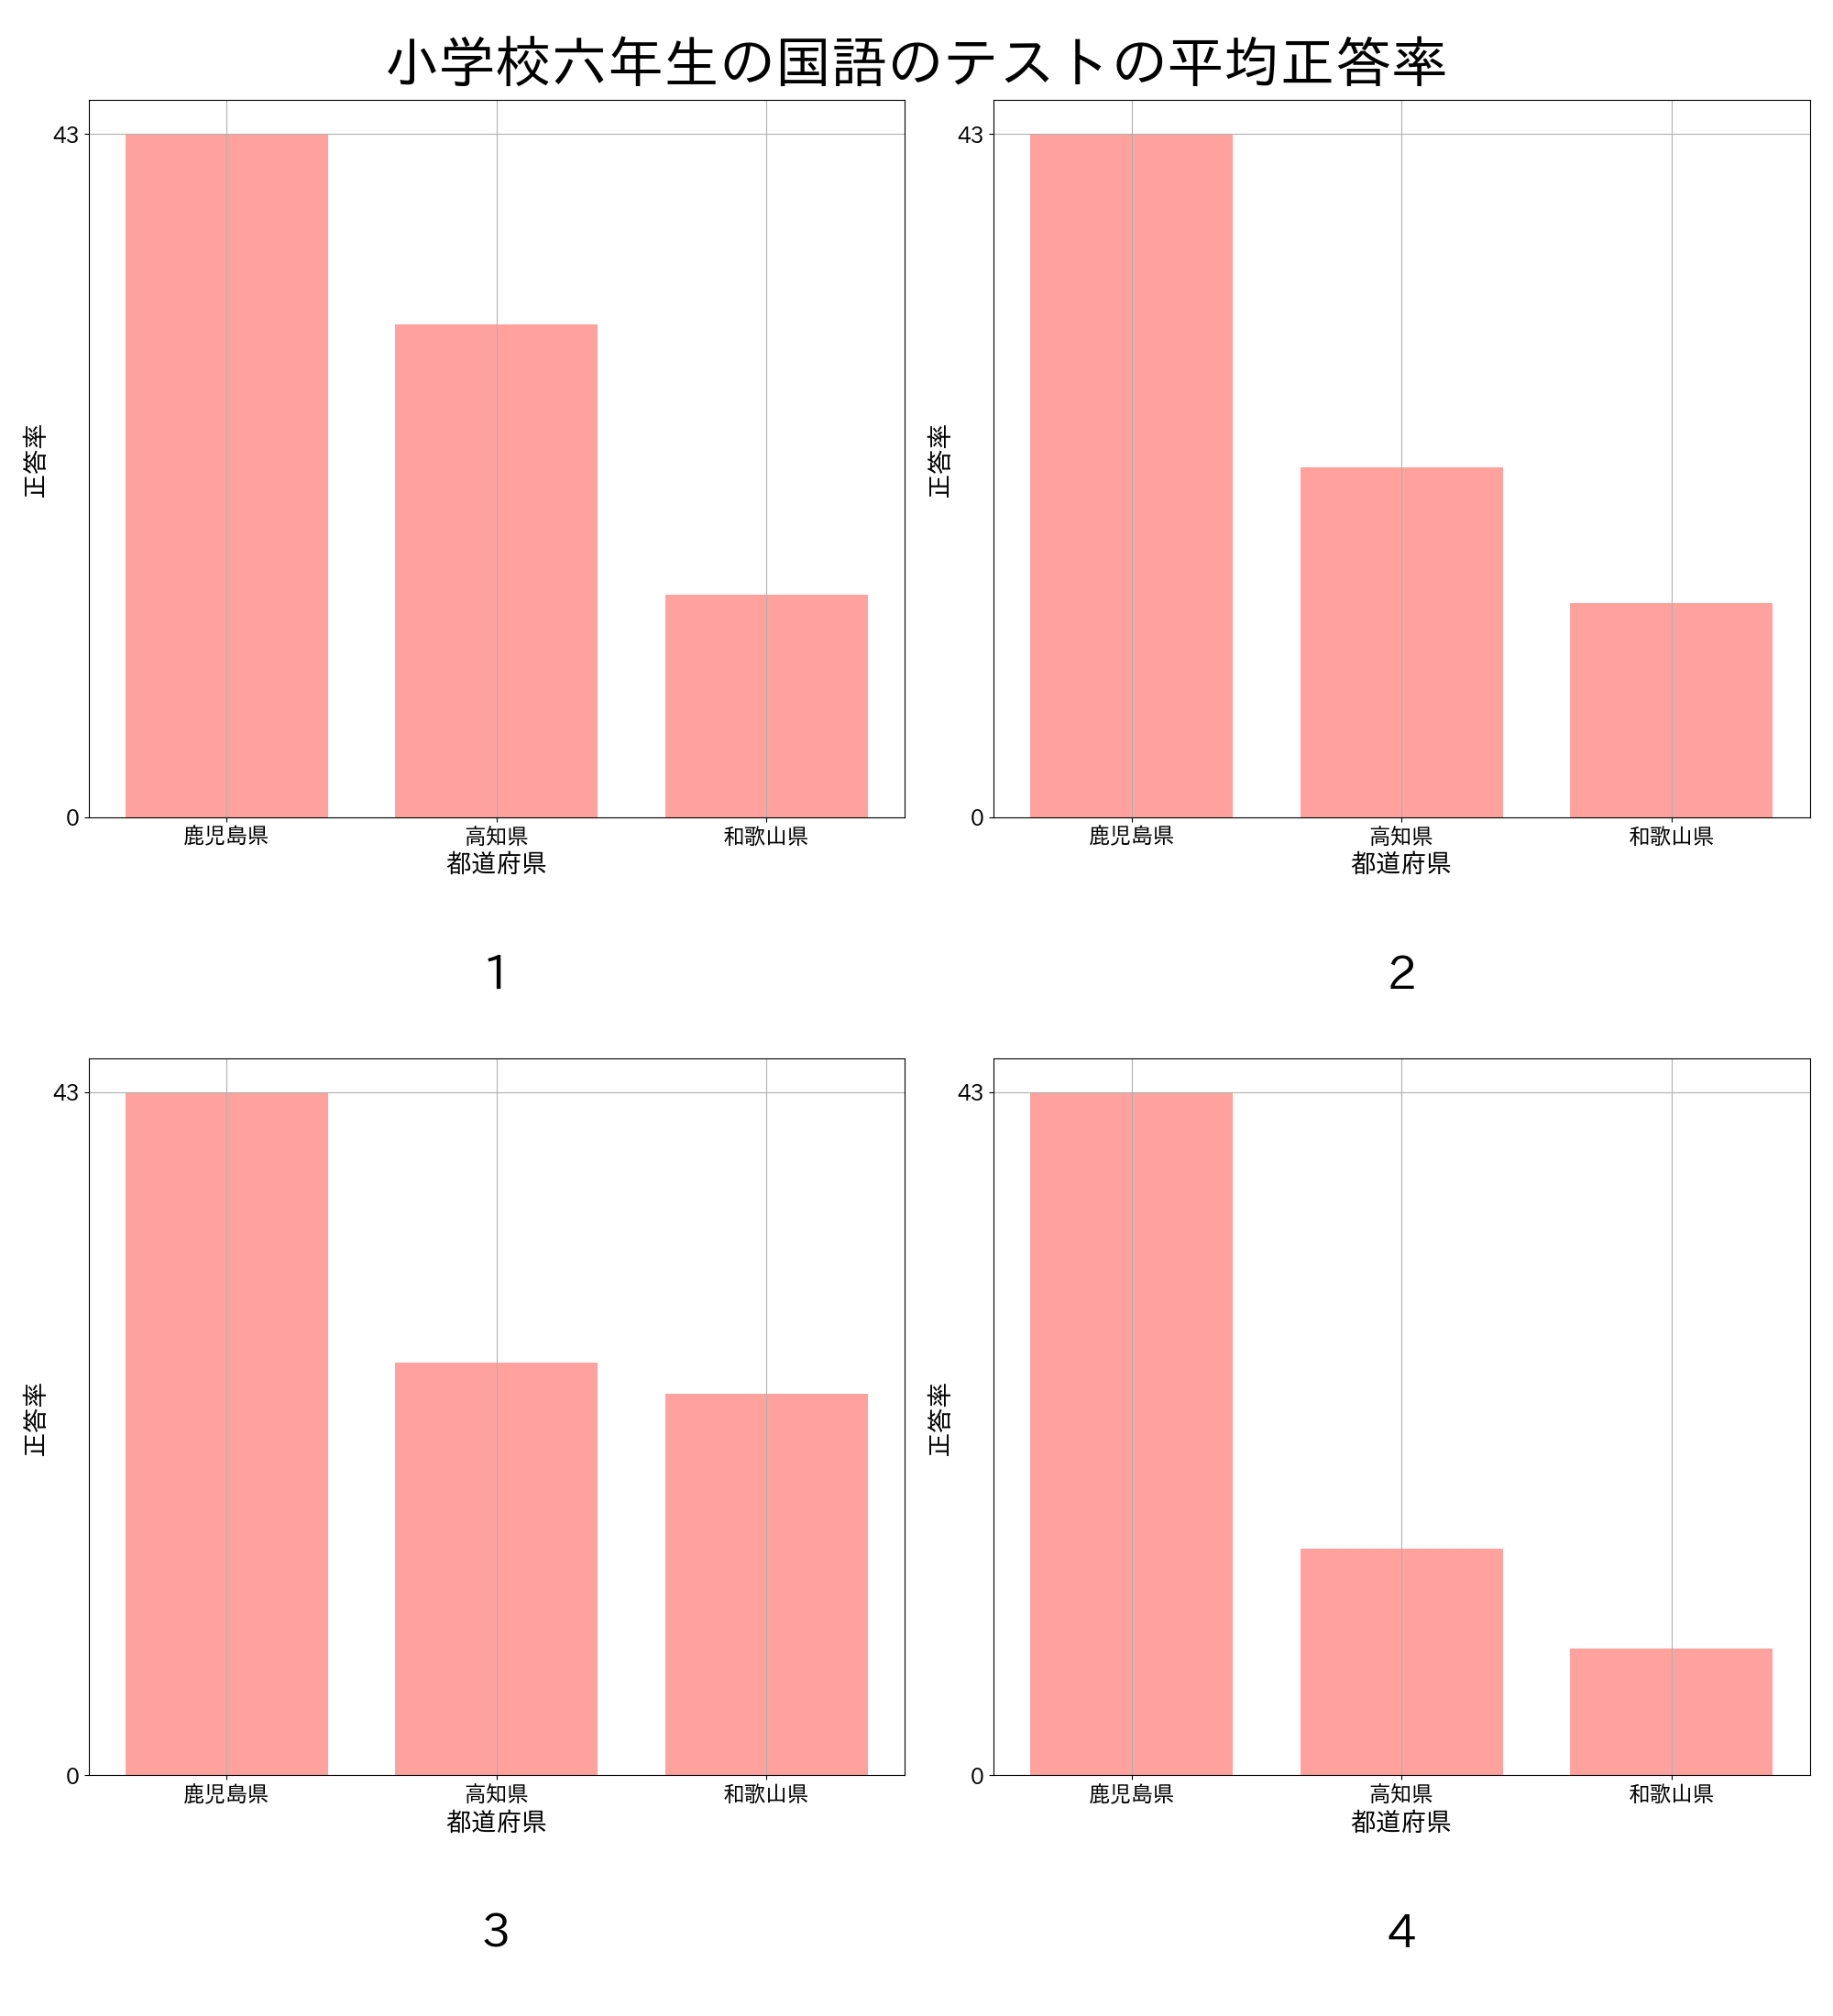 小学校六年生の国語のテストの平均正答率
43
0
正答率
鹿児島県 高知県 和歌山県
都道府県
1
43
0
正答率
鹿児島県 高知県 和歌山県
都道府県
2
43
0
正答率
鹿児島県 高知県 和歌山県
都道府県
3
43
0
正答率
鹿児島県 高知県 和歌山県
都道府県
4